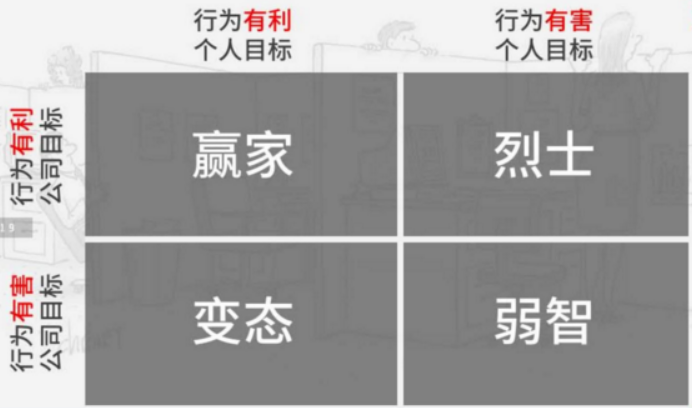 行为有利
个人目标
行为有害
个人目标
行为有利
公司目标
赢家
烈士
行为有害
公司目标
变态
弱智